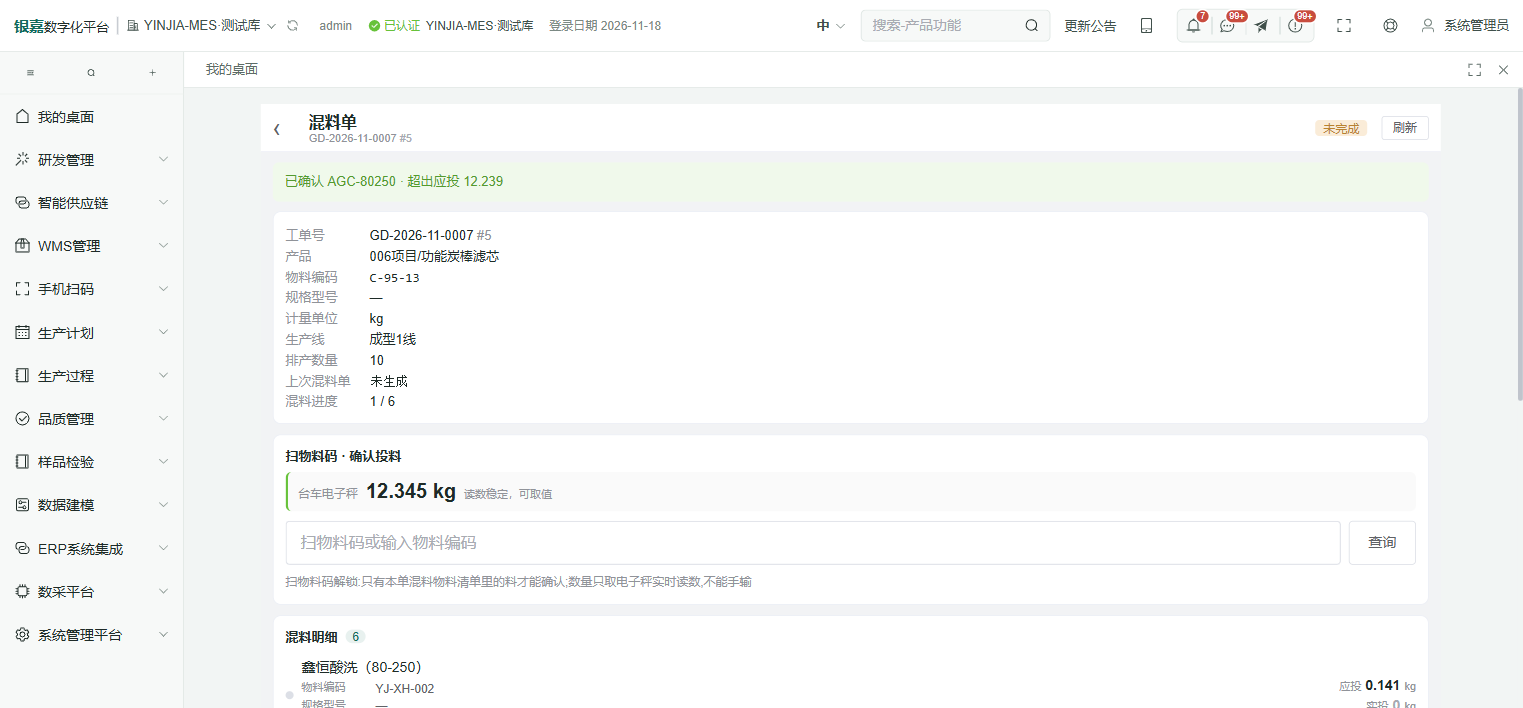 银嘉数字化平台 YINJIA-MES·测试库 admin 已认证 YINJIA-MES·测试库 登录日期 2026-11-18 中 搜索-产品功能 更新公告 7 99+ 99+ 系统管理员
我的桌面
我的桌面
研发管理
智能供应链
WMS管理
手机扫码
生产计划
生产过程
品质管理
样品检验
数据建模
ERP系统集成
数采平台
系统管理平台
混料单
GD-2026-11-0007 #5
未完成 刷新
已确认 AGC-80250 · 超出应投 12.239
工单号 GD-2026-11-0007 #5
产品 006项目/功能炭棒滤芯
物料编码 C-95-13
规格型号 —
计量单位 kg
生产线 成型1线
排产数量 10
上次混料单 未生成
混料进度 1 / 6
扫物料码 · 确认投料
台车电子秤 12.345 kg 读数稳定，可取值
扫物料码或输入物料编码 查询
扫物料码解锁:只有本单混料物料清单里的料才能确认;数量只取电子秤实时读数,不能手输
混料明细 6
鑫恒酸洗（80-250）
物料编码 YJ-XH-002
应投 0.141 kg
规格型号 —
实投 0 kg